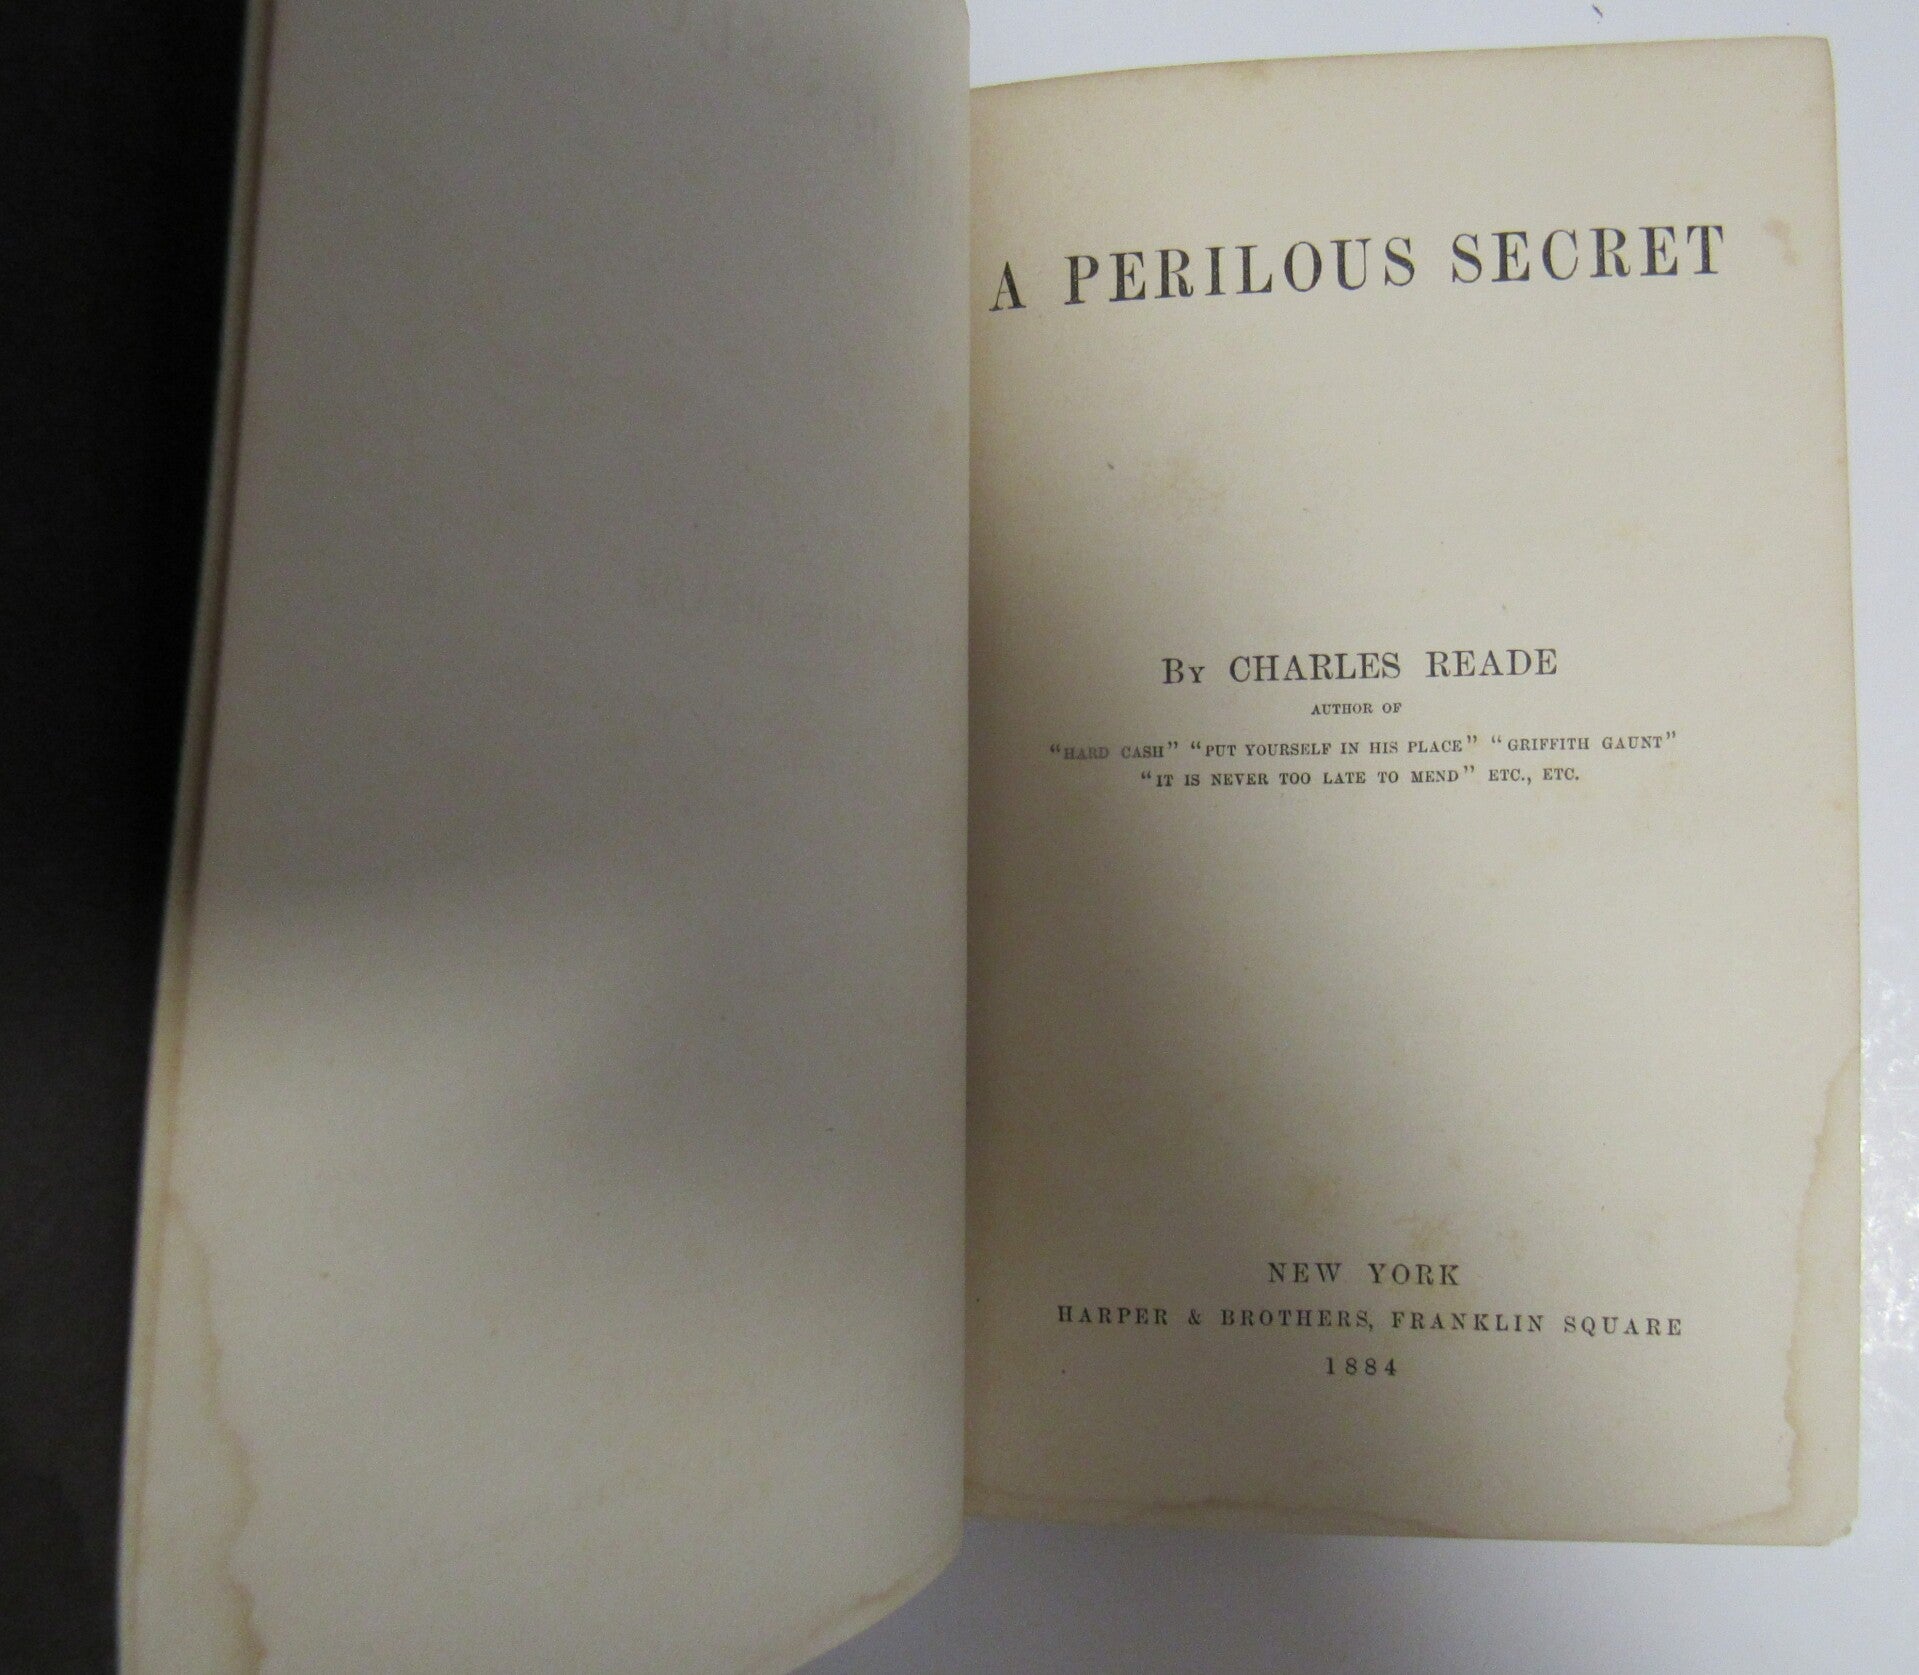 A PERILOUS SECRET
By CHARLES READE
AUTHOR OF
“HARD CASH” “PUT YOURSELF IN HIS PLACE” “GRIFFITH GAUNT”
“IT IS NEVER TOO LATE TO MEND” ETC., ETC.
NEW YORK
HARPER & BROTHERS, FRANKLIN SQUARE
1884